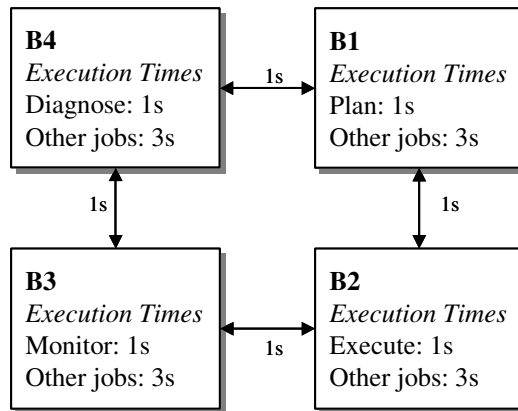 B4
Execution Times
Diagnose: 1s
Other jobs: 3s
1s
B1
Execution Times
Plan: 1s
Other jobs: 3s
1s
1s
B3
Execution Times
Monitor: 1s
Other jobs: 3s
1s
B2
Execution Times
Execute: 1s
Other jobs: 3s